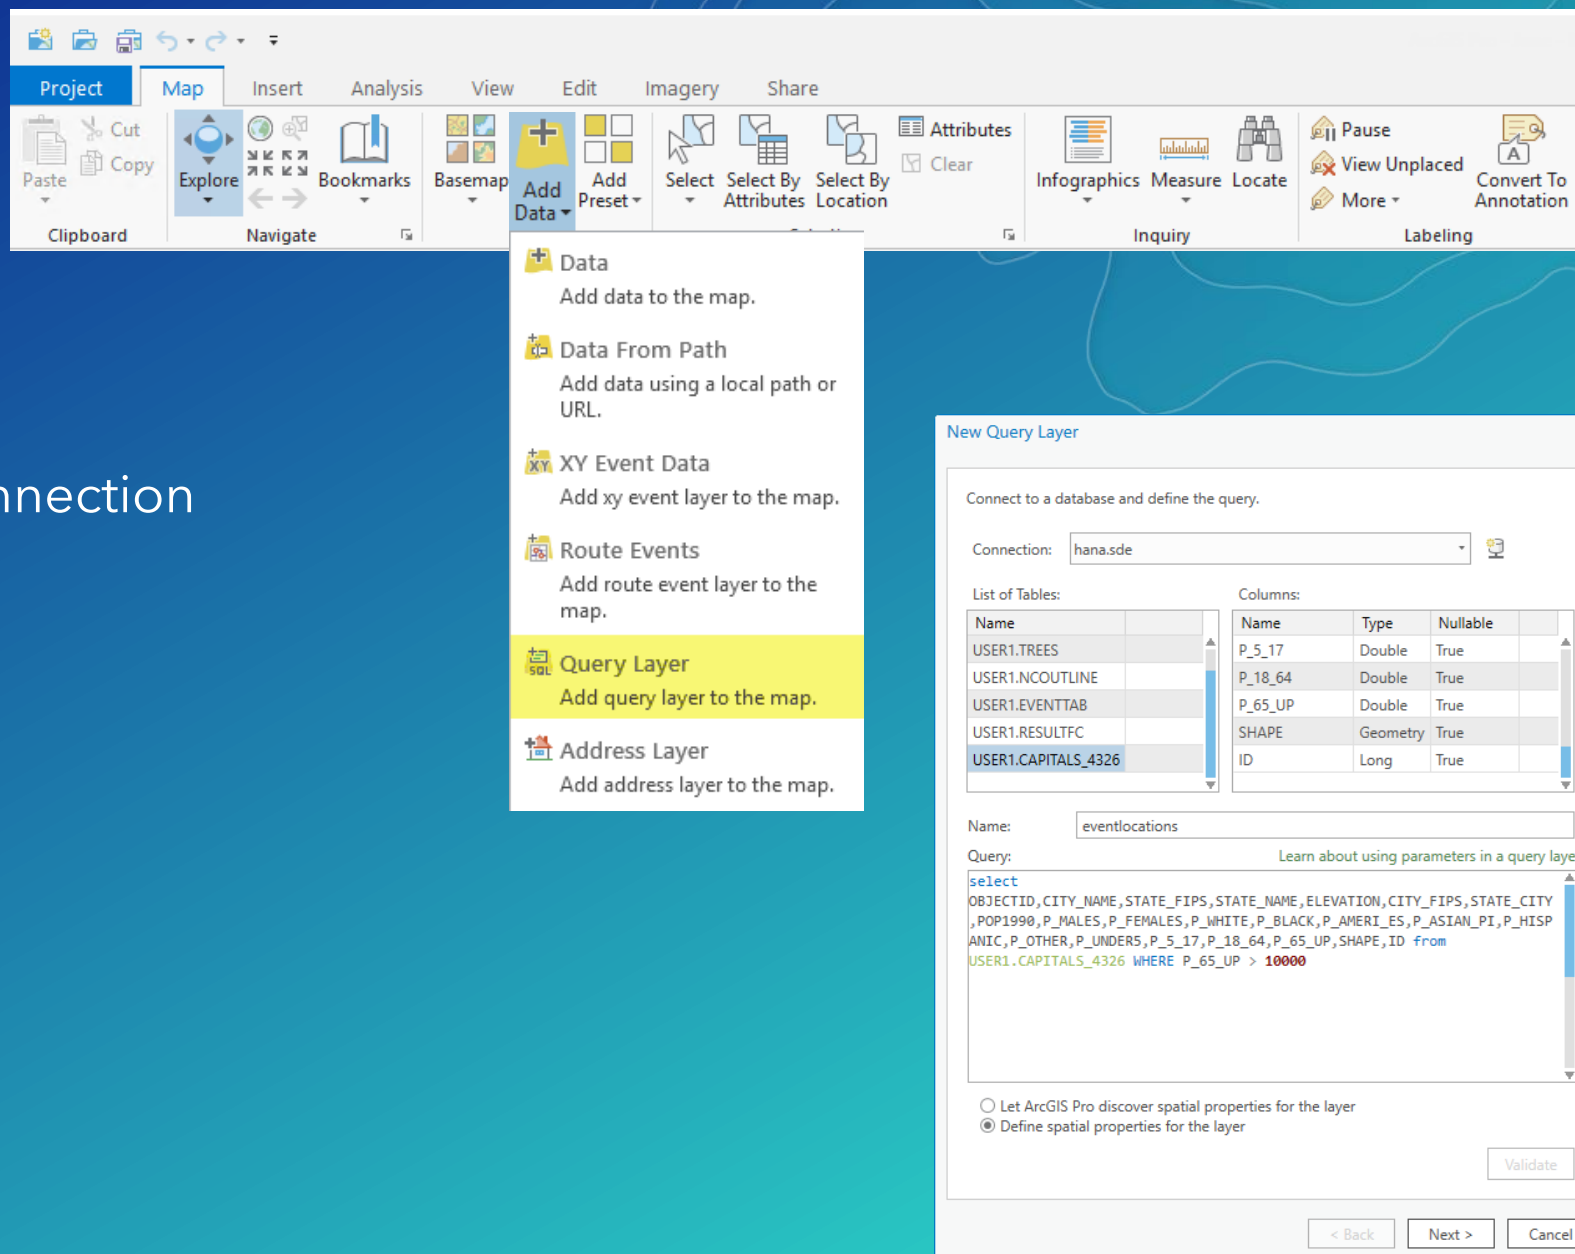 Project Map Insert Analysis View Edit Imagery Share
Paste Cut Copy
Clipboard
Explore Bookmarks
Navigate
Basemap Add Data Add Preset
Select Select By Attributes Select By Location
Attributes
Clear
Infographics Measure Locate
Inquiry
Pause
View Unplaced
More
Convert To Annotation
A
Labeling
Data
Add data to the map.
Data From Path
Add data using a local path or
URL.
XY
XY Event Data
Add xy event layer to the map.
Route Events
Add route event layer to the
map.
SQL
Query Layer
Add query layer to the map.
Address Layer
Add address layer to the map.
nnection
New Query Layer
Connect to a database and define the query.
Connection: hana.sde
List of Tables:
Name
USER1.TREES
USER1.NCOUTLINE
USER1.EVENTTAB
USER1.RESULTFC
USER1.CAPITALS_4326
Columns:
Name Type Nullable
P_5_17 Double True
P_18_64 Double True
P_65_UP Double True
SHAPE Geometry True
ID Long True
Name: eventlocations
Query: Learn about using parameters in a query laye
select
OBJECTID,CITY_NAME,STATE_FIPS,STATE_NAME,ELEVATION,CITY_FIPS,STATE_CITY
,POP1990,P_MALES,P_FEMALES,P_WHITE,P_BLACK,P_AMERI_ES,P_ASIAN_PI,P_HISP
ANIC,P_OTHER,P_UNDER5,P_5_17,P_18_64,P_65_UP,SHAPE,ID from
USER1.CAPITALS_4326 WHERE P_65_UP > 10000
Let ArcGIS Pro discover spatial properties for the layer
Define spatial properties for the layer
Validate
< Back Next > Cancel